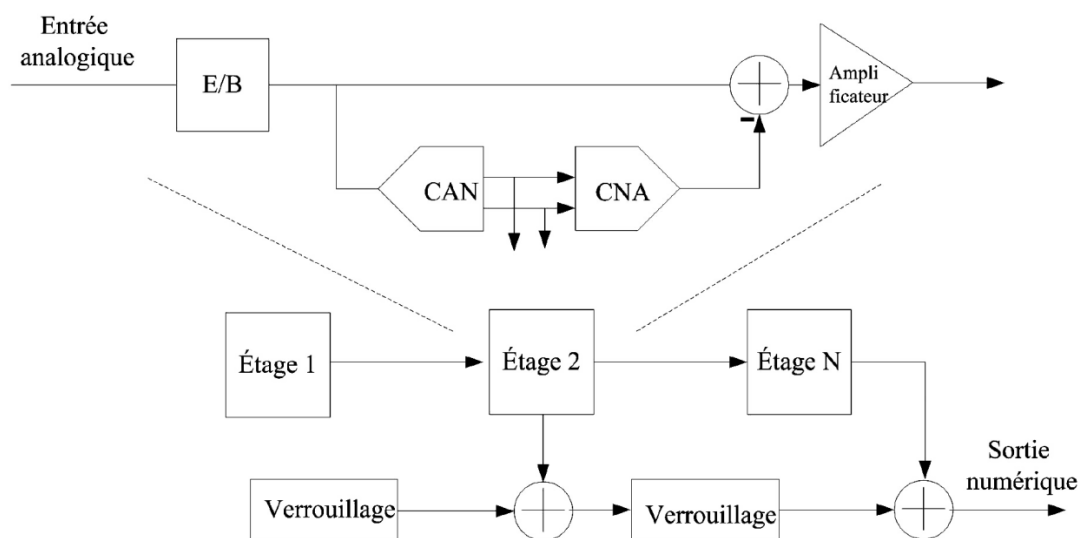 Entrée
analogique
E/B
Ampli
ficateur
-
CAN
CNA
Étage 1
Étage 2
Étage N
Sortie
numérique
Verrouillage
Verrouillage